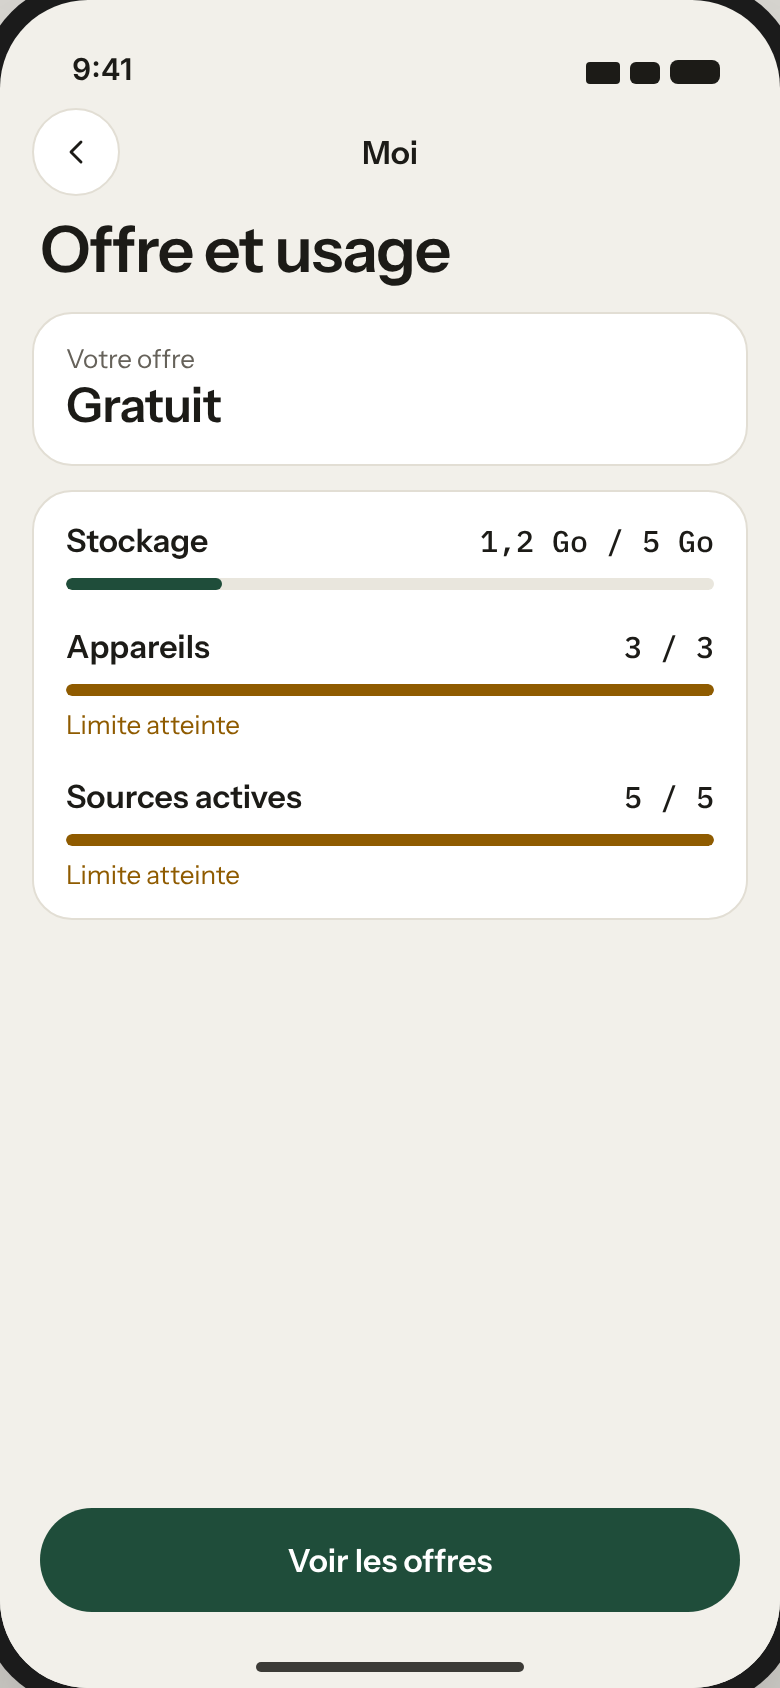 9:41
Moi
Offre et usage
Votre offre
Gratuit
Stockage 1,2 Go / 5 Go
Appareils 3 / 3
Limite atteinte
Sources actives 5 / 5
Limite atteinte
Voir les offres